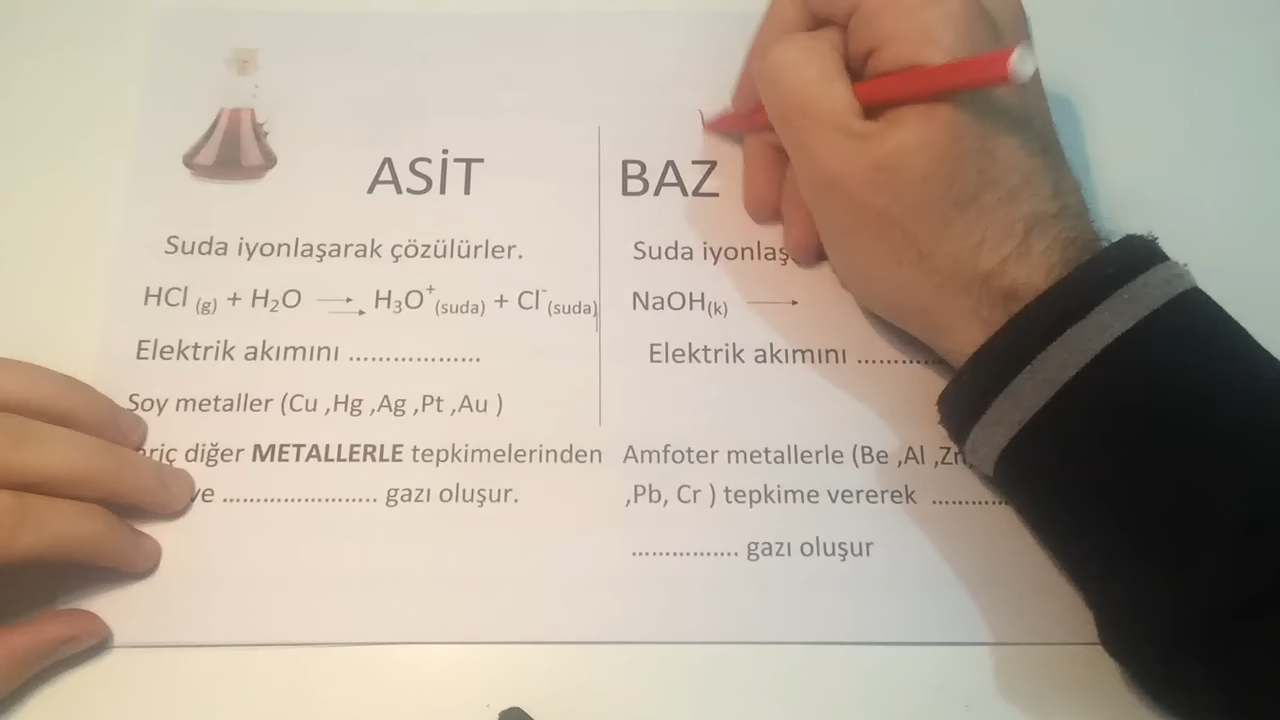 ASİT
Suda iyonlaşarak çözülürler.
HCl (g) + H₂O → H₃O⁺(suda) + Cl⁻(suda)
Elektrik akımını ...................
Soy metaller (Cu ,Hg ,Ag ,Pt ,Au )
diğer METALLERLE tepkimelerinden
ve ....................... gazı oluşur.
BAZ
Suda
NaOH(k) →
Elektrik akımını ............
Amfoter metallerle (Be ,Al ,Zn
,Pb, Cr ) tepkime vererek ...........
................ gazı oluşur